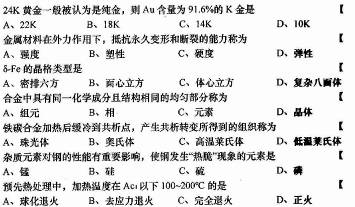 24K 黄金一般被认为是纯金，则 Au 含量为 91.6%的 K 金是 【
A、22K B、18K C、14K D、10K
金属材料在外力作用下，抵抗永久变形和断裂的能力称为 【
A、强度 B、塑性 C、硬度 D、弹性
δ-Fe 的晶格类型是 【
A、密排六方 B、面心立方 C、体心立方 D、复杂八面体
合金中具有同一化学成分且结构相同的均匀部分称为 【
A、组元 B、相 C、元素 D、晶体
铁碳合金加热后缓冷到共析点，产生共析转变所得到的组织称为 【
A、珠光体 B、奥氏体 C、高温莱氏体 D、低温莱氏体
杂质元素对钢的性能有重要影响，使钢发生“热脆”现象的元素是 【
A、锰 B、硅 C、硫 D、磷
预先热处理中，加热温度在 Ac₁ 以下 100~200℃ 的是 【
A、球化退火 B、去应力退火 C、完全退火 D、正火